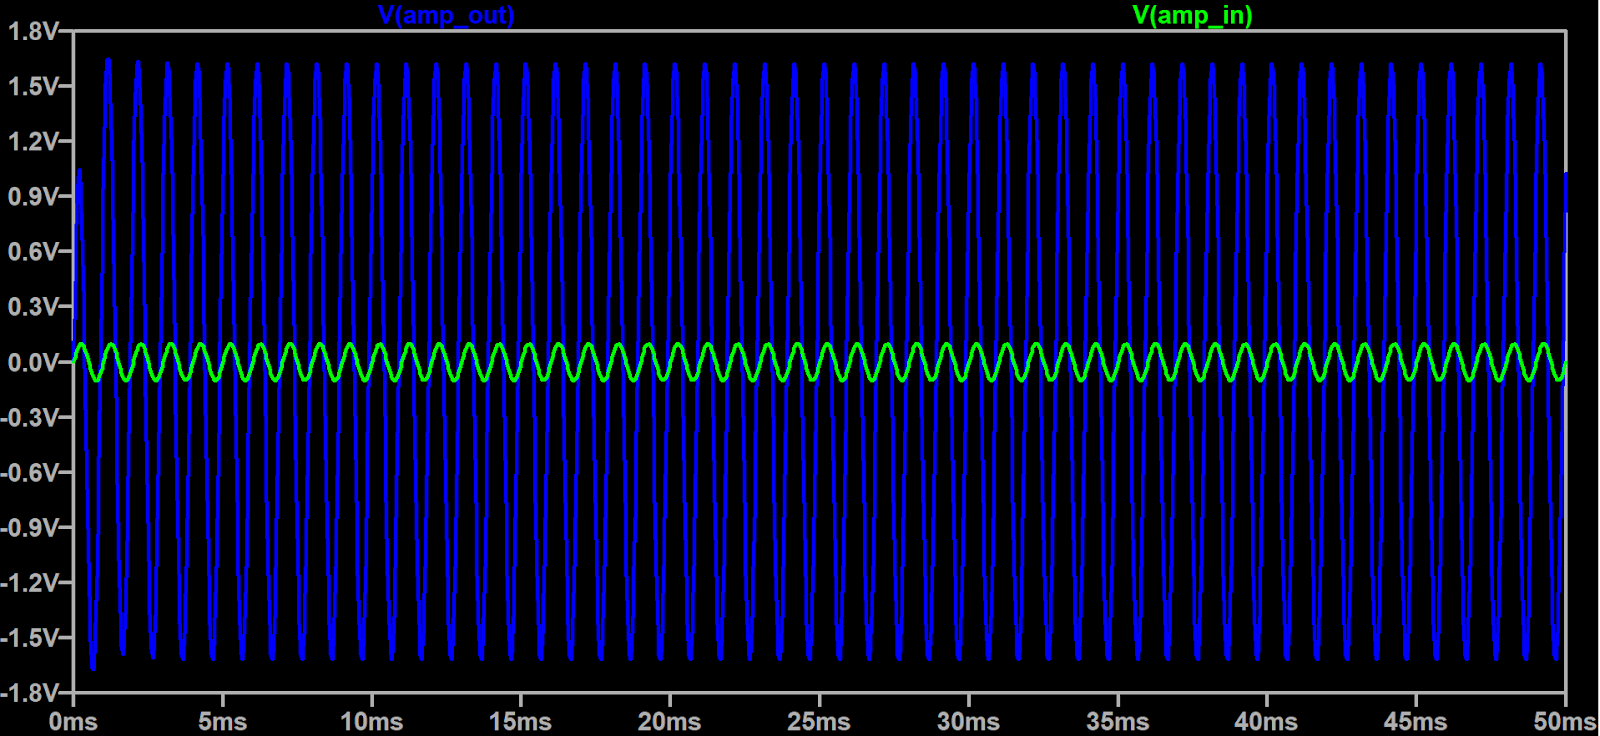 V(amp_out) V(amp_in)
1.8V
1.5V
1.2V
0.9V
0.6V
0.3V
0.0V
-0.3V
-0.6V
-0.9V
-1.2V
-1.5V
-1.8V
0ms 5ms 10ms 15ms 20ms 25ms 30ms 35ms 40ms 45ms 50ms